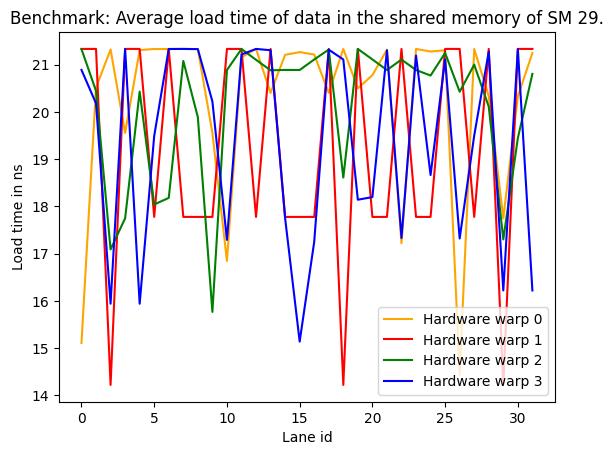 Benchmark: Average load time of data in the shared memory of SM 29.
Load time in ns
21
20
19
18
17
16
15
14
0
5
10
15
20
25
30
Lane id
Hardware warp 0
Hardware warp 1
Hardware warp 2
Hardware warp 3